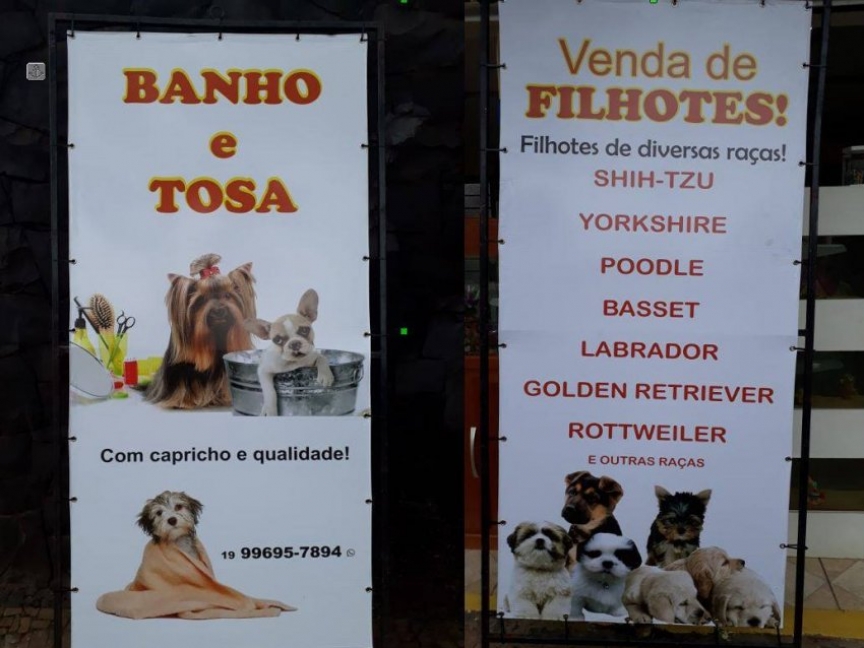 BANHO
e
TOSA
Com capricho e qualidade!
19 99695-7894
Venda de
FILHOTES!
Filhotes de diversas raças!
SHIH-TZU
YORKSHIRE
POODLE
BASSET
LABRADOR
GOLDEN RETRIEVER
ROTTWEILER
E OUTRAS RAÇAS